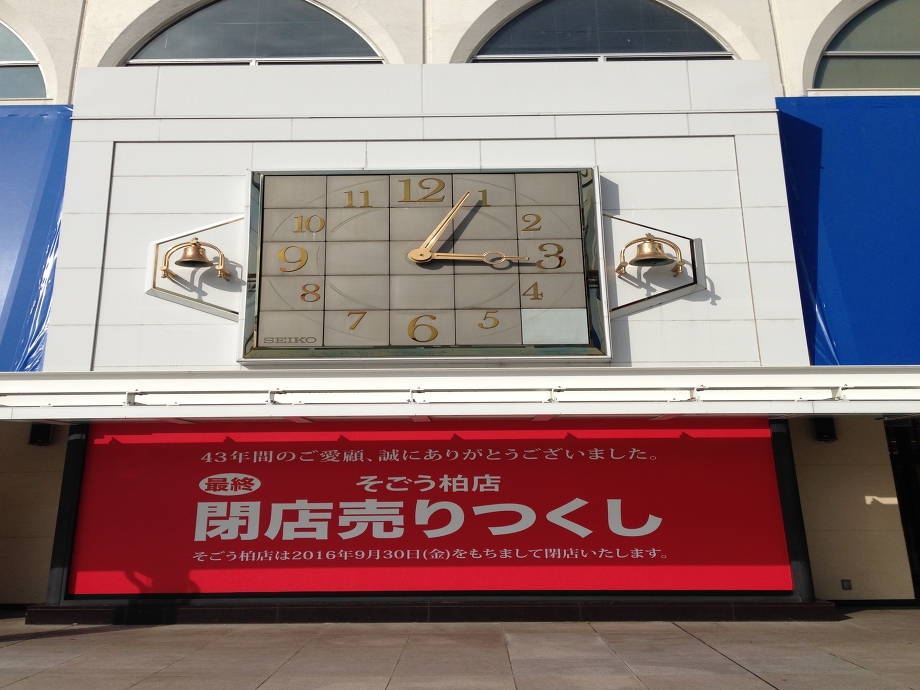 11 12 1
10 2
9 3
8 4
7 6 5
SEIKO
43年間のご愛顧、誠にありがとうございました。
最終 そごう柏店
閉店売りつくし
そごう柏店は2016年9月30日(金)をもちまして閉店いたします。